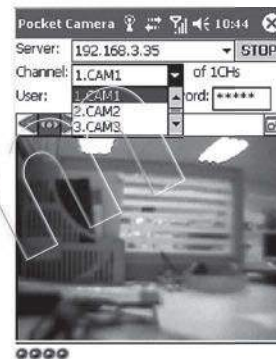 Pocket Camera 10:44
Server: 192.168.3.35 STOP
Channel: 1.CAM1 of 1CHs
User: 1.CAM1 ord: *****
2.CAM2
3.CAM3